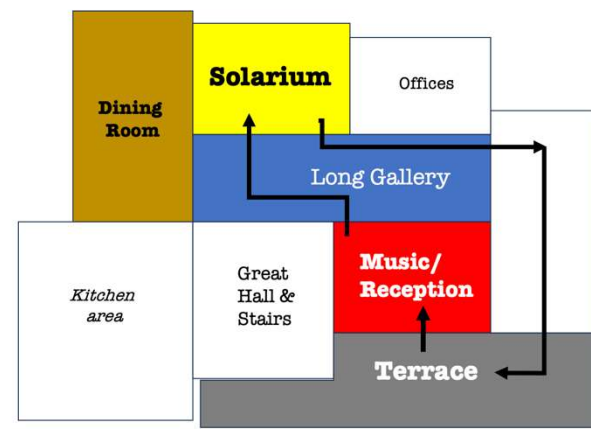 Solarium
Offices
Dining
Room
Long Gallery
Kitchen
area
Great
Hall &
Stairs
Music/
Reception
Terrace